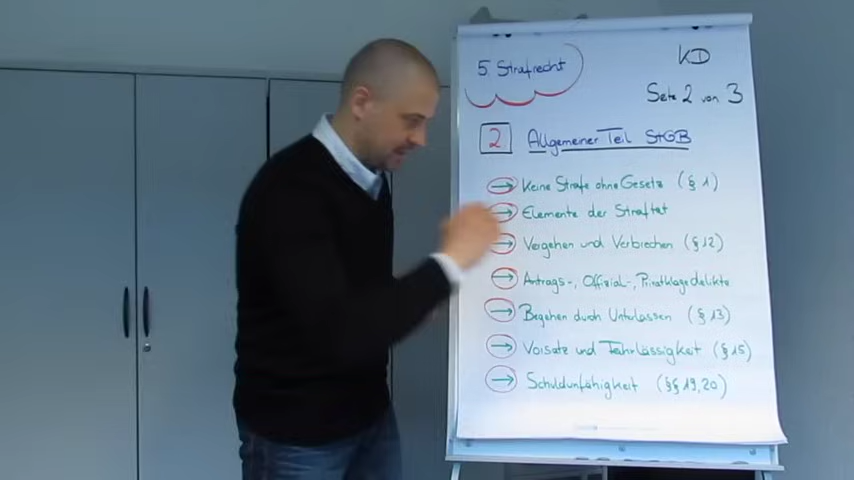 5. Strafrecht
KD
Seite 2 von 3
2 Allgemeiner Teil StGB
→ Keine Strafe ohne Gesetz (§ 1)
→ Elemente der Straftat
→ Vergehen und Verbrechen (§ 12)
→ Antrags-, Offizial-, Privatklagedelikte
→ Begehen durch Unterlassen (§ 13)
→ Vorsatz und Fahrlässigkeit (§ 15)
→ Schuldunfähigkeit (§§ 19, 20)